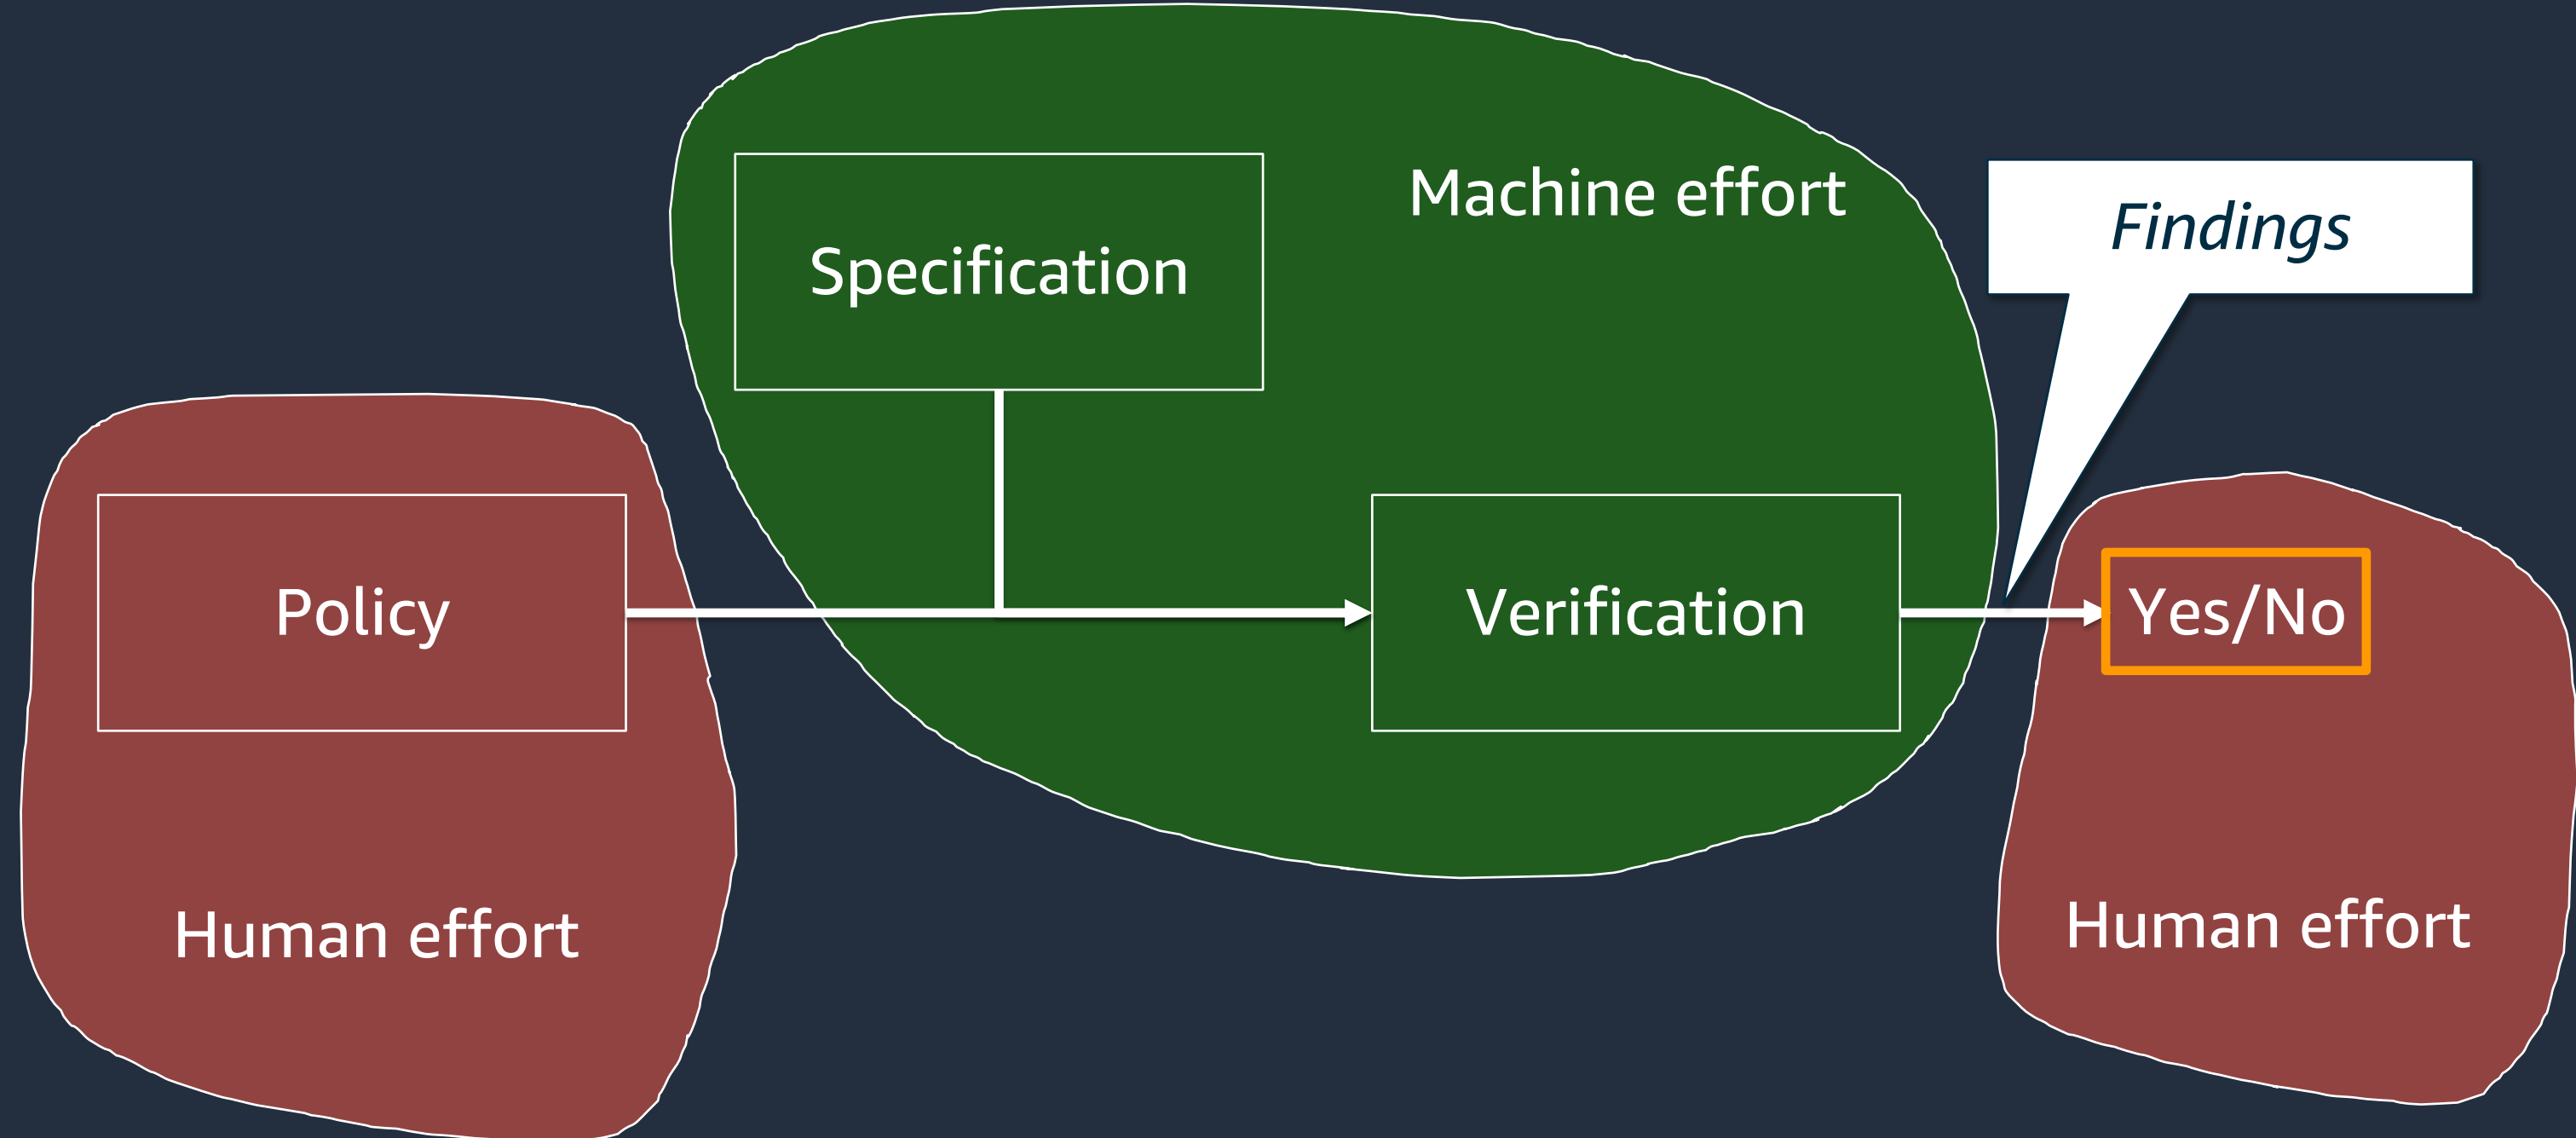 Machine effort
Specification
Findings
Policy
Verification
Yes/No
Human effort
Human effort